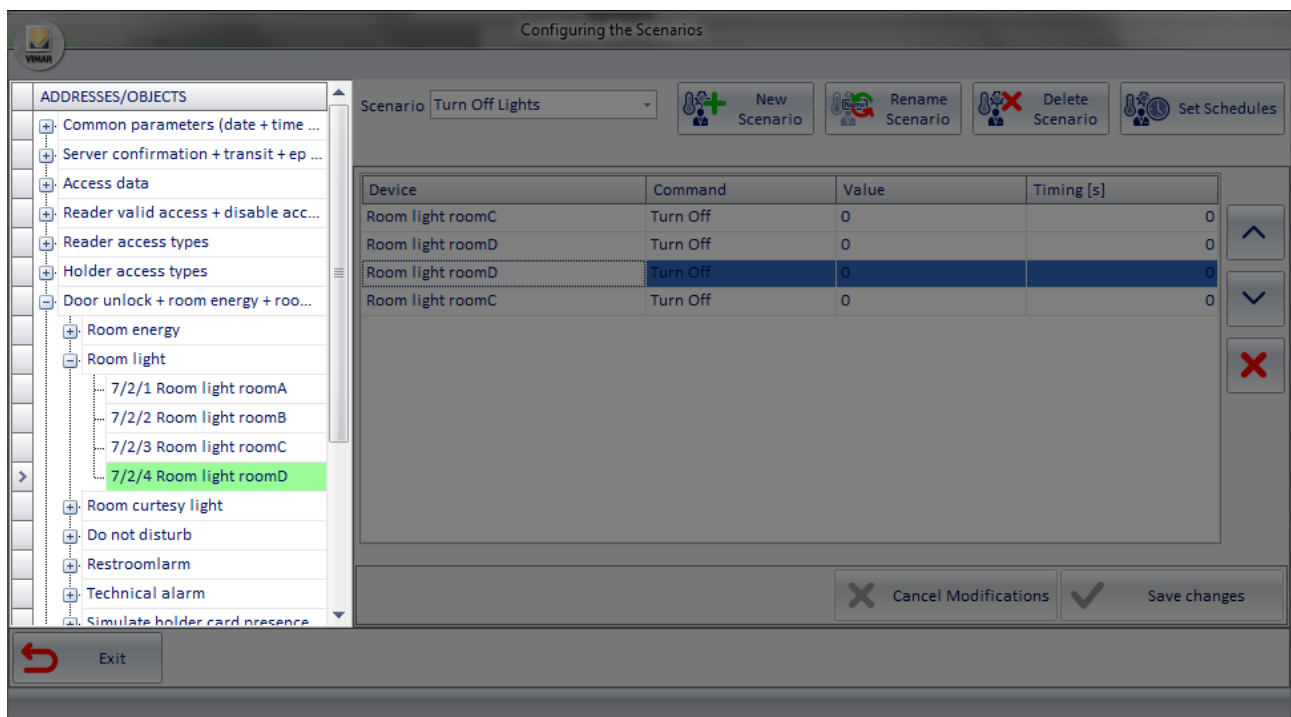 Configuring the Scenarios
VIMAR
ADDRESSES/OBJECTS
Common parameters (date + time ...
Server confirmation + transit + ep ...
Access data
Reader valid access + disable acc...
Reader access types
Holder access types
Door unlock + room energy + roo...
Room energy
Room light
7/2/1 Room light roomA
7/2/2 Room light roomB
7/2/3 Room light roomC
7/2/4 Room light roomD
Room curtesy light
Do not disturb
Restroomlarm
Technical alarm
Simulate holder card presence
Scenario Turn Off Lights
New
Scenario
Rename
Scenario
Delete
Scenario
Set Schedules
Device Command Value Timing [s]
Room light roomC Turn Off 0 0
Room light roomD Turn Off 0 0
Room light roomD Turn Off 0 0
Room light roomC Turn Off 0 0
Cancel Modifications Save changes
Exit